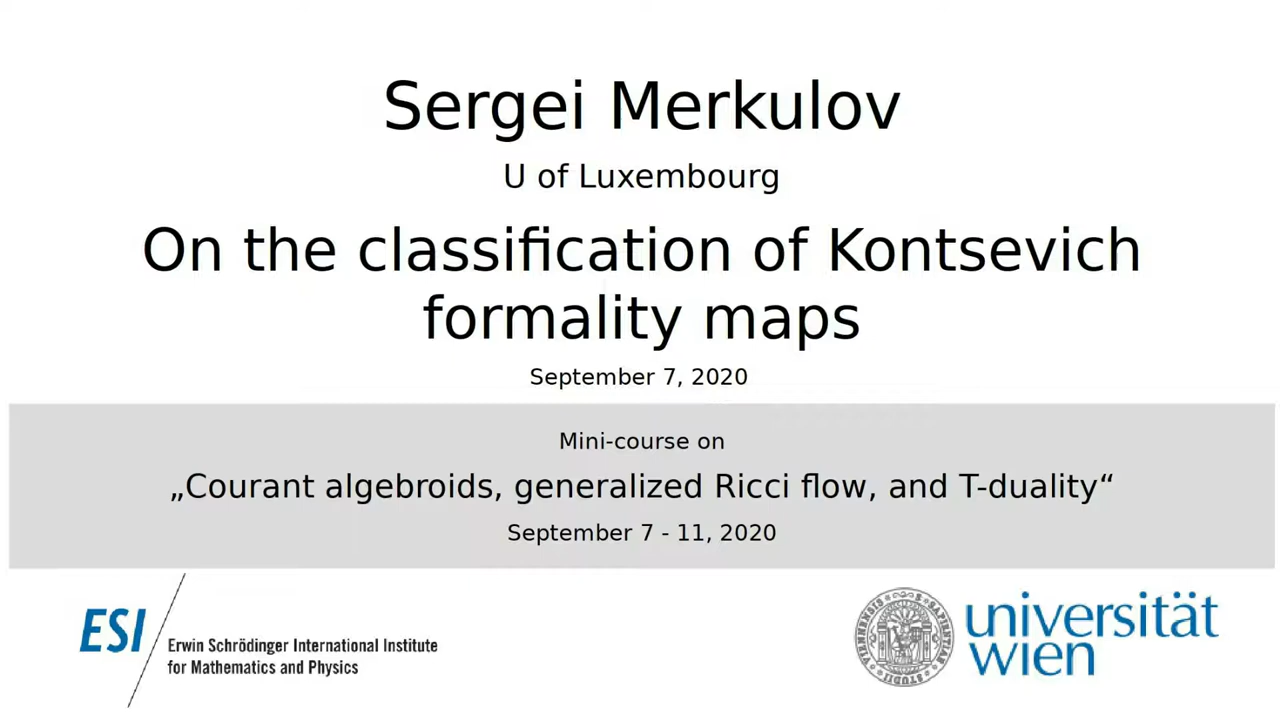 Sergei Merkulov
U of Luxembourg
On the classification of Kontsevich
formality maps
September 7, 2020
Mini-course on
„Courant algebroids, generalized Ricci flow, and T-duality“
September 7 - 11, 2020
ESI
Erwin Schrödinger International Institute
for Mathematics and Physics
universität
wien